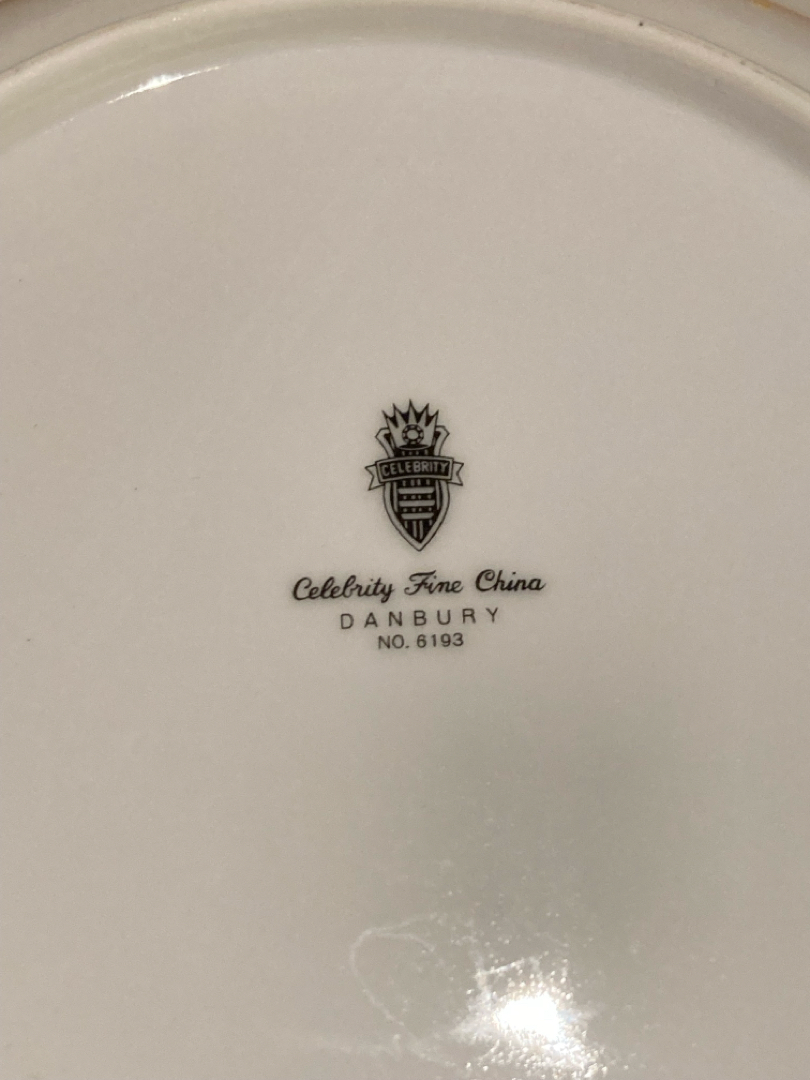 CELEBRITY
Celebrity Fine China
DANBURY
NO. 6193